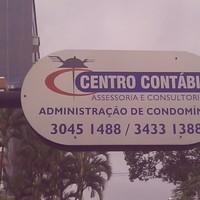 CENTRO CONTÁBI
ASSESSORIA E CONSULTORI
ADMINISTRAÇÃO DE CONDOMÍN
3045 1488 / 3433 1388